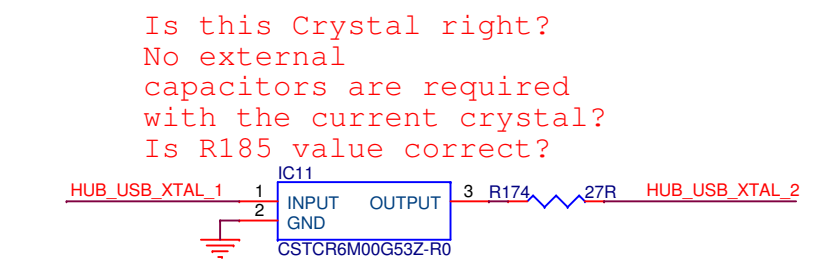 Is this Crystal right?
No external
capacitors are required
with the current crystal?
Is R185 value correct?
IC11
HUB_USB_XTAL_1 1 INPUT OUTPUT 3 R174 27R HUB_USB_XTAL_2
2 GND
CSTCR6M00G53Z-R0